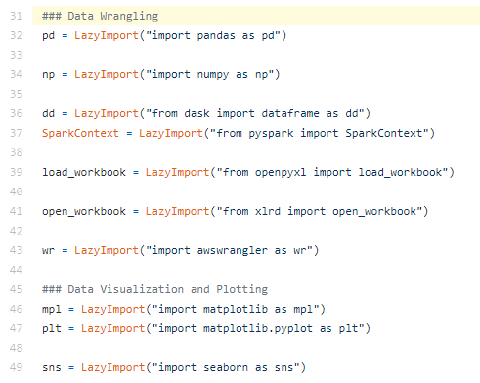 31 ### Data Wrangling
32 pd = LazyImport("import pandas as pd")
33
34 np = LazyImport("import numpy as np")
35
36 dd = LazyImport("from dask import dataframe as dd")
37 SparkContext = LazyImport("from pyspark import SparkContext")
38
39 load_workbook = LazyImport("from openpyxl import load_workbook")
40
41 open_workbook = LazyImport("from xlrd import open_workbook")
42
43 wr = LazyImport("import awswrangler as wr")
44
45 ### Data Visualization and Plotting
46 mpl = LazyImport("import matplotlib as mpl")
47 plt = LazyImport("import matplotlib.pyplot as plt")
48
49 sns = LazyImport("import seaborn as sns")